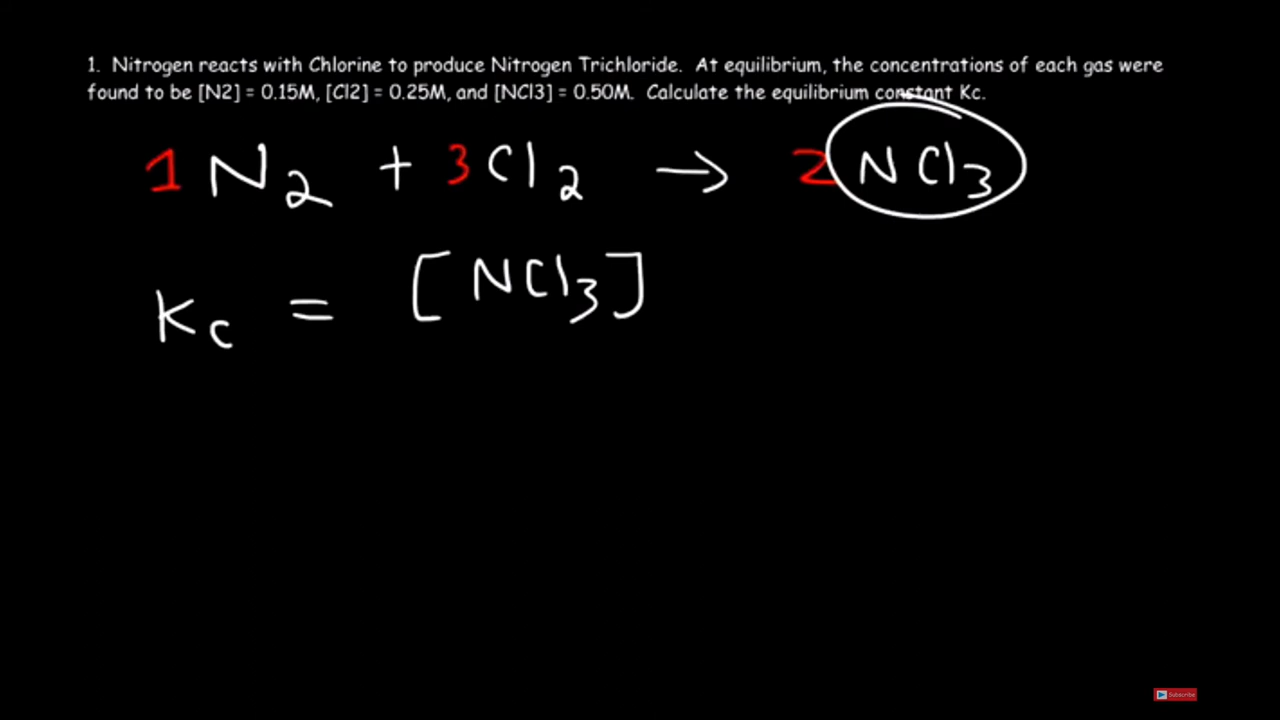 1. Nitrogen reacts with Chlorine to produce Nitrogen Trichloride. At equilibrium, the concentrations of each gas were
found to be [N2] = 0.15M, [Cl2] = 0.25M, and [NCl3] = 0.50M. Calculate the equilibrium constant Kc.
1 N₂ + 3 Cl₂ → 2 NCl₃
Kc = [NCl₃]
Subscribe